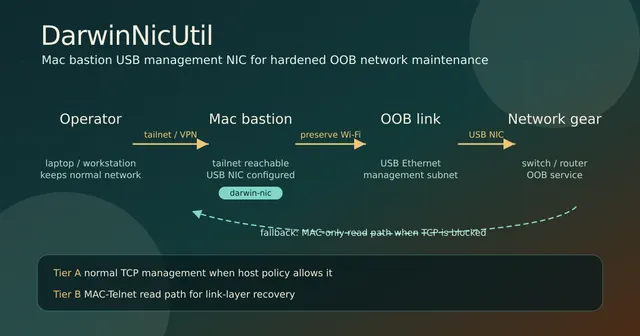 DarwinNicUtil
Mac bastion USB management NIC for hardened OOB network maintenance
Operator
Mac bastion
OOB link
Network gear
tailnet / VPN
preserve Wi-Fi
USB NIC
laptop / workstation
keeps normal network
tailnet reachable
USB NIC configured
darwin-nic
USB Ethernet
management subnet
switch / router
OOB service
fallback: MAC-only read path when TCP is blocked
Tier A normal TCP management when host policy allows it
Tier B MAC-Telnet read path for link-layer recovery